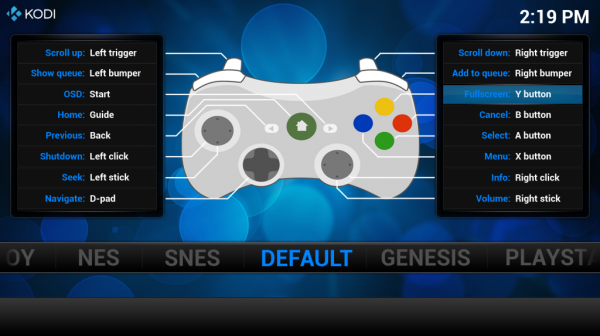 KODI
2:19 PM
Scroll up: Left trigger
Show queue: Left bumper
OSD: Start
Home: Guide
Previous: Back
Shutdown: Left click
Seek: Left stick
Navigate: D-pad
Scroll down: Right trigger
Add to queue: Right bumper
Fullscreen: Y button
Cancel: B button
Select: A button
Menu: X button
Info: Right click
Volume: Right stick
OY NES SNES DEFAULT GENESIS PLAYSTA